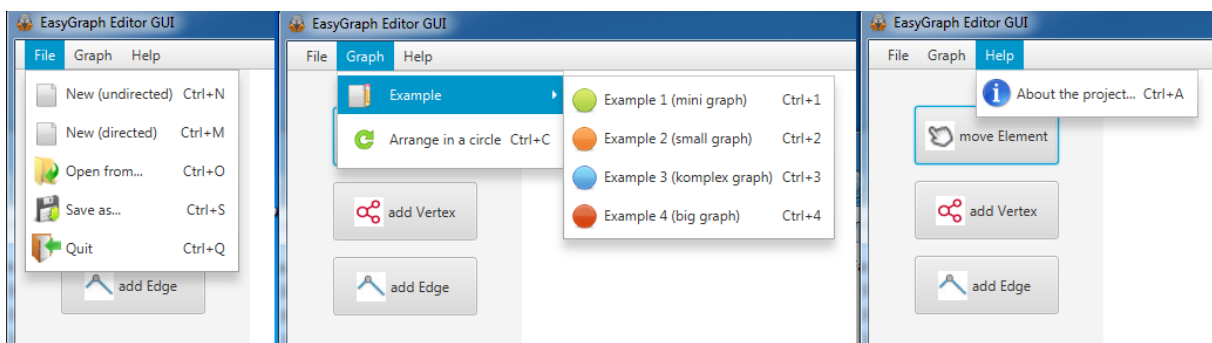 EasyGraph Editor GUI
File Graph Help
New (undirected) Ctrl+N
New (directed) Ctrl+M
Open from... Ctrl+O
Save as... Ctrl+S
Quit Ctrl+Q
add Edge
EasyGraph Editor GUI
File Graph Help
Example
Arrange in a circle Ctrl+C
Example 1 (mini graph) Ctrl+1
Example 2 (small graph) Ctrl+2
Example 3 (komplex graph) Ctrl+3
Example 4 (big graph) Ctrl+4
add Vertex
add Edge
EasyGraph Editor GUI
File Graph Help
About the project... Ctrl+A
move Element
add Vertex
add Edge